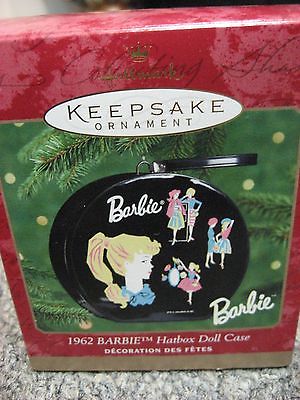 Hallmark
KEEPSAKE
ORNAMENT
Barbie®
Barbie®
1962 BARBIE™ Hatbox Doll Case
DÉCORATION DES FÊTES